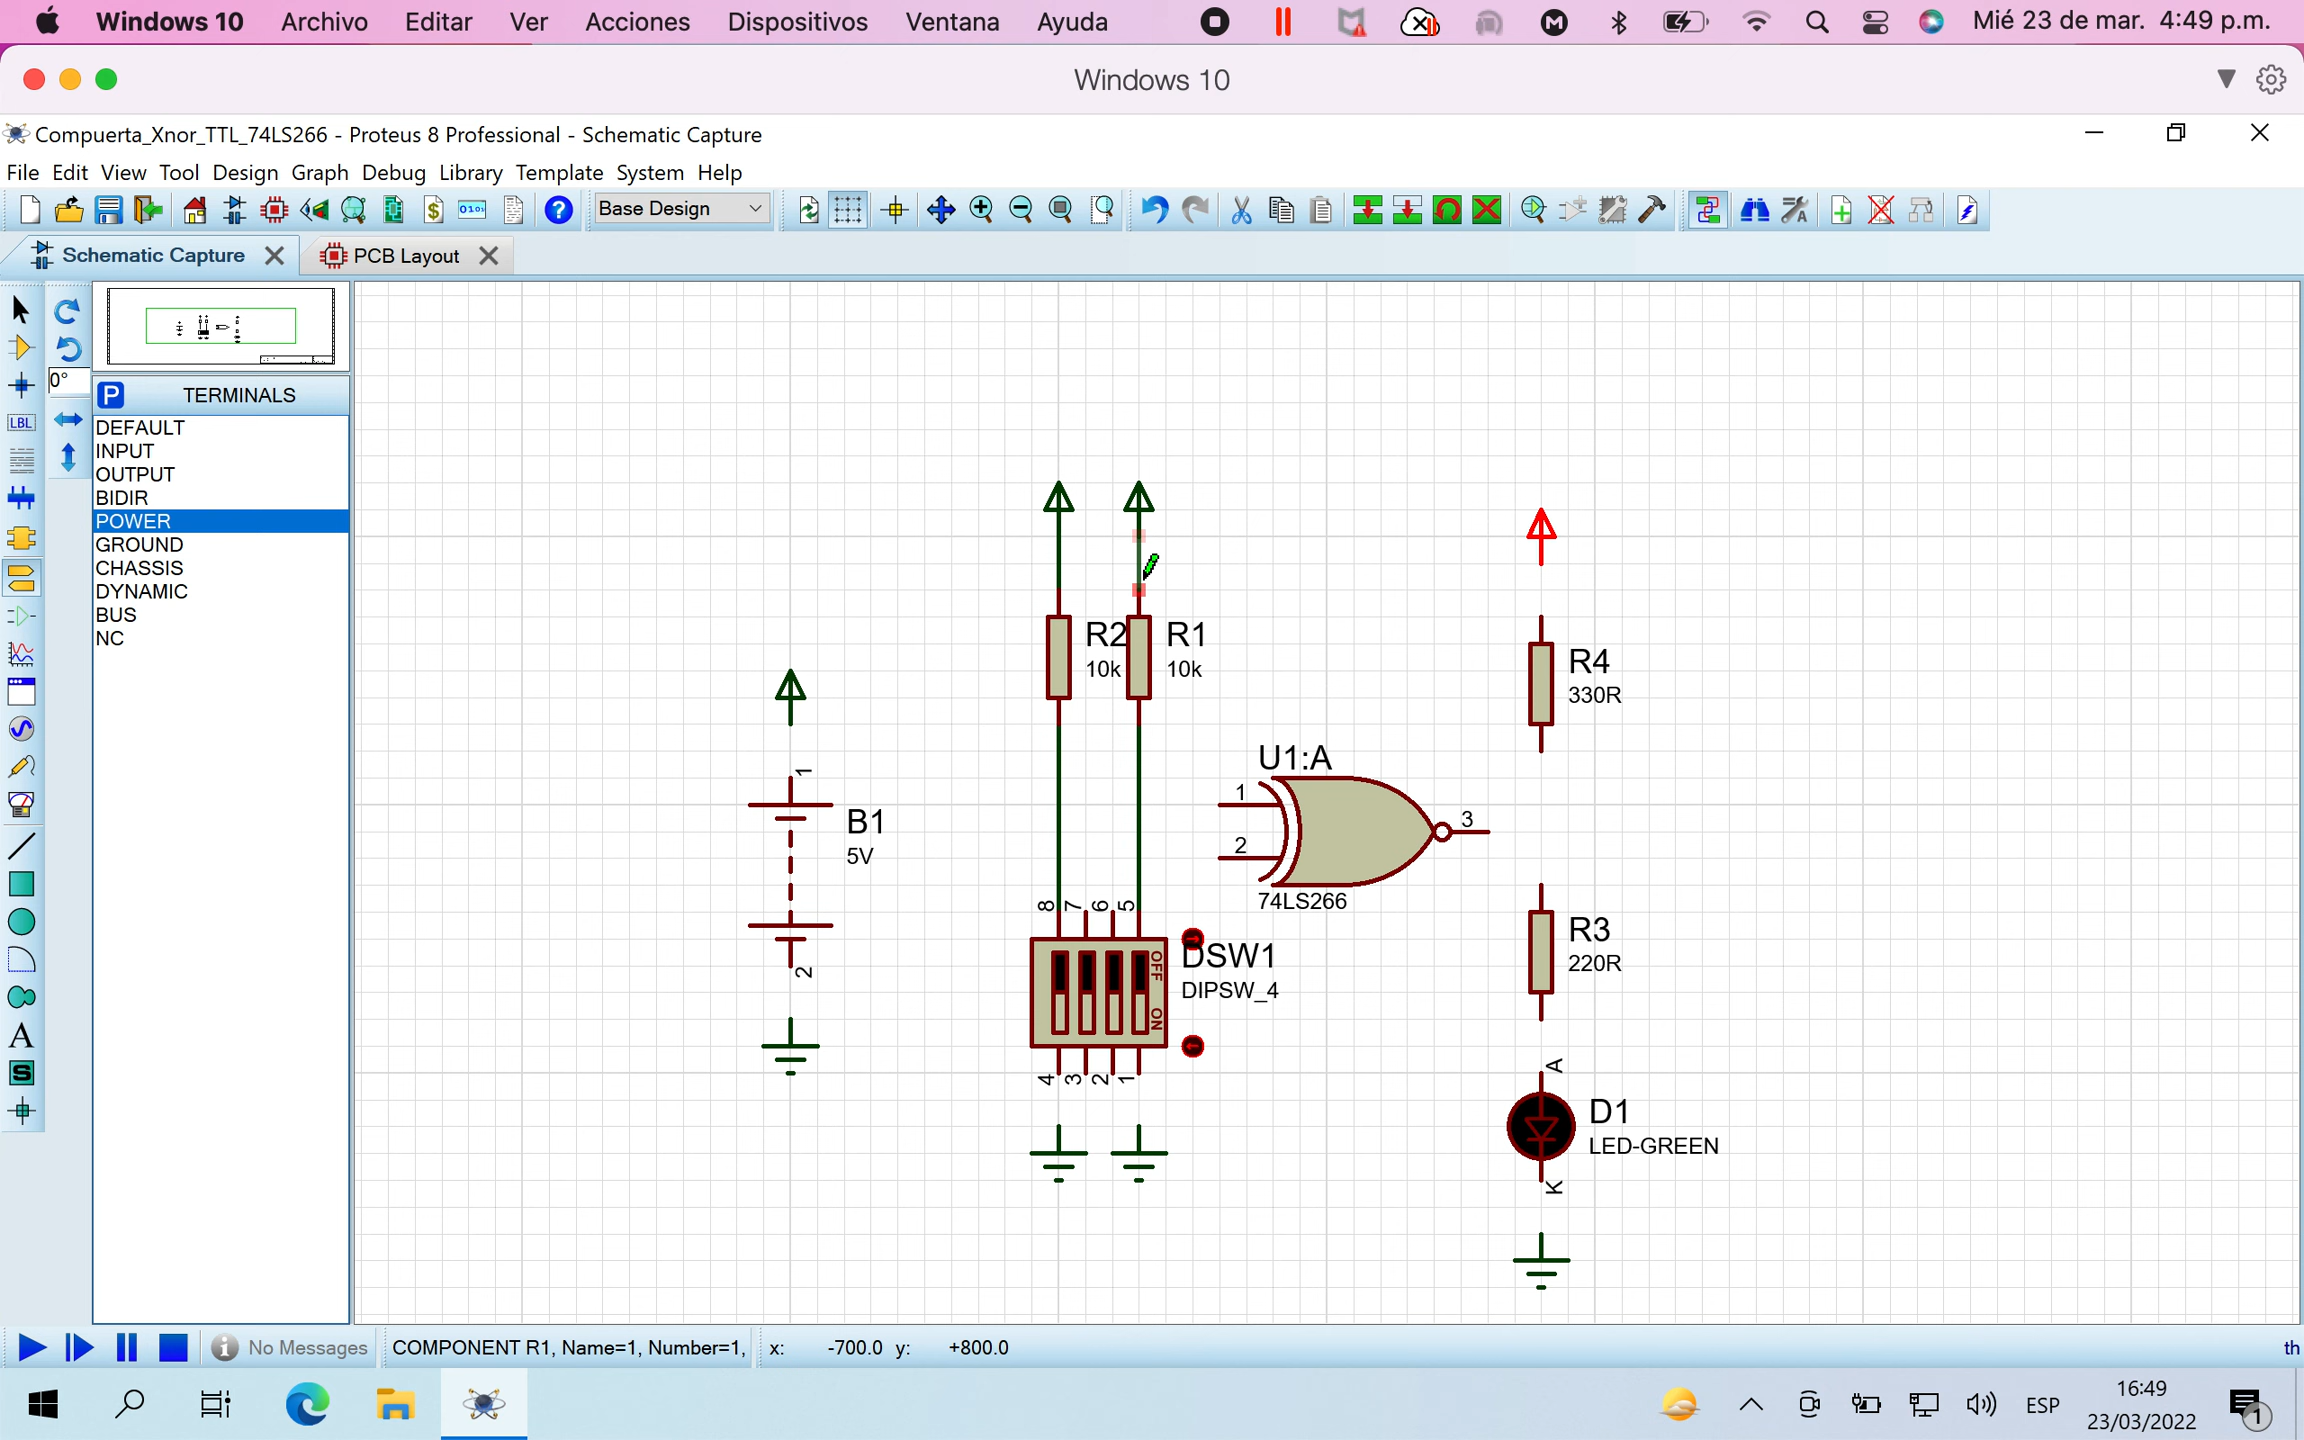 Windows 10 Archivo Editar Ver Acciones Dispositivos Ventana Ayuda Mié 23 de mar. 4:49 p.m.
Windows 10
Compuerta_Xnor_TTL_74LS266 - Proteus 8 Professional - Schematic Capture
File Edit View Tool Design Graph Debug Library Template System Help
Base Design
Schematic Capture PCB Layout
0°
LBL
P TERMINALS
DEFAULT
INPUT
OUTPUT
BIDIR
POWER
GROUND
CHASSIS
DYNAMIC
BUS
NC
A
S
R2
10k
R1
10k
R4
330R
U1:A
1
2
3
74LS266
1
B1
5V
2
8 7 6 5
OFF
ON
DSW1
DIPSW_4
4 3 2 1
R3
220R
A
D1
LED-GREEN
K
No Messages COMPONENT R1, Name=1, Number=1, x: -700.0 y: +800.0 th
ESP
16:49
23/03/2022
1